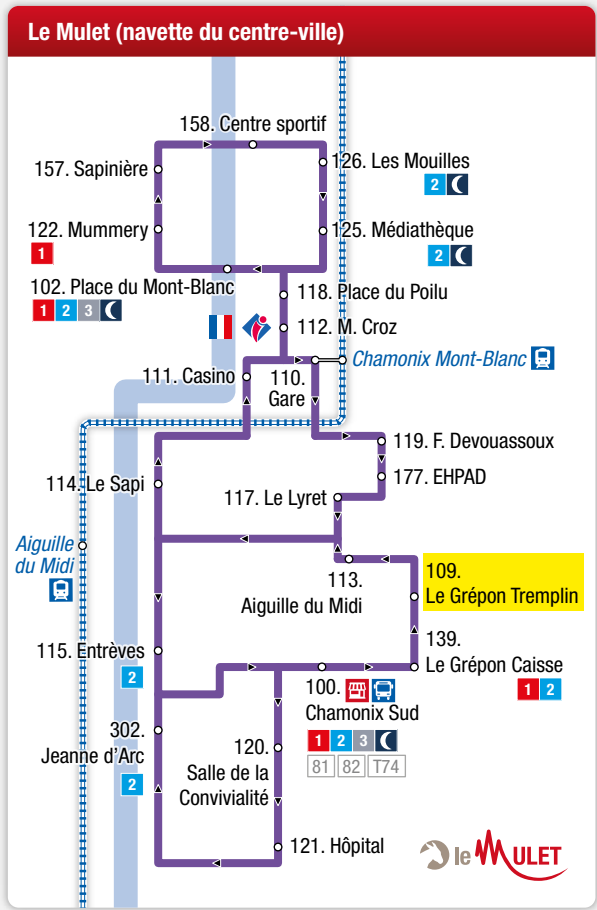 Le Mulet (navette du centre-ville)
158. Centre sportif
157. Sapinière
126. Les Mouilles
2
122. Mummery
1
125. Médiathèque
2
102. Place du Mont-Blanc
1 2 3
118. Place du Poilu
112. M. Croz
Chamonix Mont-Blanc
111. Casino
110.
Gare
119. F. Devouassoux
177. EHPAD
114. Le Sapi
117. Le Lyret
Aiguille
du Midi
113.
Aiguille du Midi
109.
Le Grépon Tremplin
139.
Le Grépon Caisse
1 2
115. Entrèves
2
100.
Chamonix Sud
1 2 3
81 82 T74
302.
Jeanne d'Arc
2
120.
Salle de la
Convivialité
121. Hôpital
le MULET